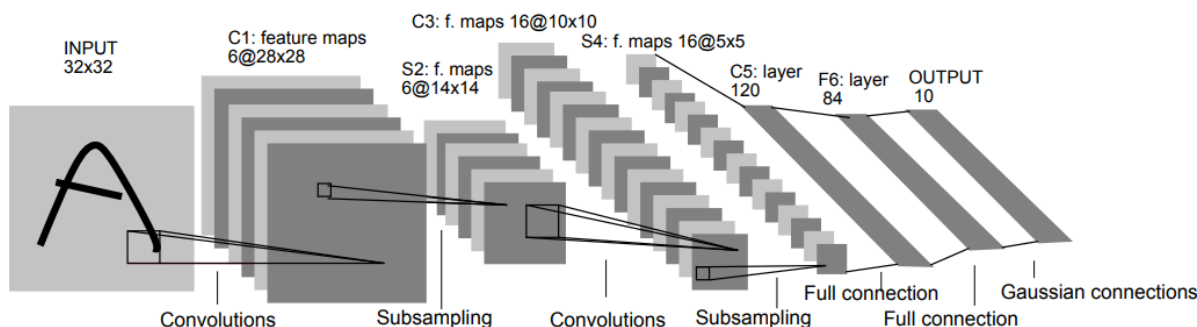 INPUT
32x32
C1: feature maps
6@28x28
S2: f. maps
6@14x14
C3: f. maps 16@10x10
S4: f. maps 16@5x5
C5: layer
120
F6: layer
84
OUTPUT
10
A
Convolutions
Subsampling
Convolutions
Subsampling
Full connection
Full connection
Gaussian connections